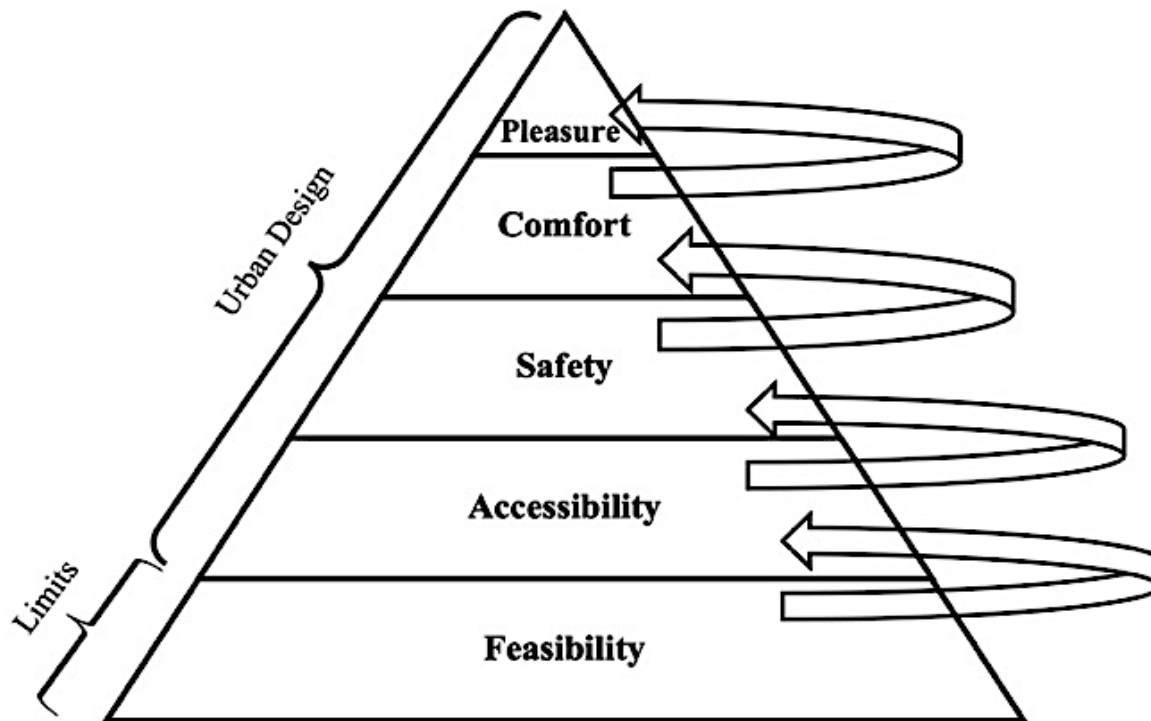 Pleasure
Comfort
Safety
Accessibility
Feasibility
Urban Design
Limits